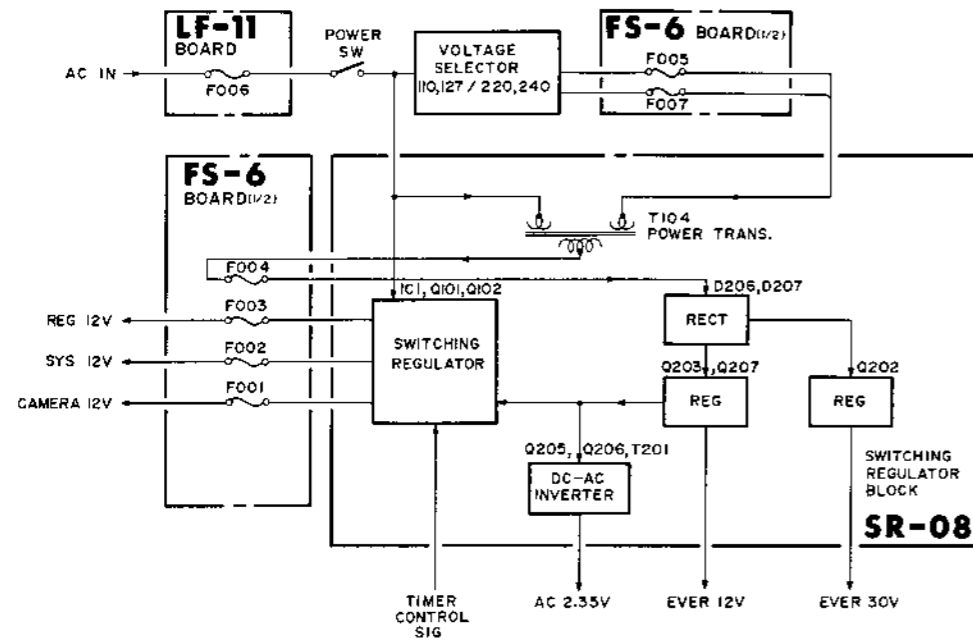 LF-11
BOARD
F006
AC IN
POWER
SW
VOLTAGE
SELECTOR
110,127 / 220,240
FS-6 BOARD(1/2)
F005
F007
FS-6
BOARD(1/2)
F004
F003
F002
F001
REG 12V
SYS 12V
CAMERA 12V
T104
POWER TRANS.
IC1, Q101, Q102
SWITCHING
REGULATOR
D206, D207
RECT
Q203, Q207
REG
Q202
REG
Q205, Q206, T201
DC-AC
INVERTER
SWITCHING
REGULATOR
BLOCK
SR-08
TIMER
CONTROL
SIG
AC 2.35V
EVER 12V
EVER 30V